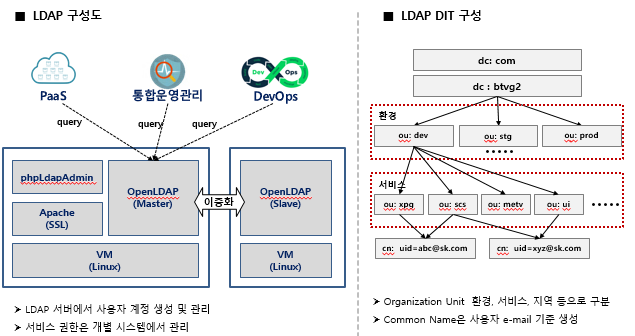 ■ LDAP 구성도
PaaS
통합운영관리
Dev
Ops
DevOps
query
query
query
phpLdapAdmin
Apache
(SSL)
OpenLDAP
(Master)
VM
(Linux)
이중화
OpenLDAP
(Slave)
VM
(Linux)
➢ LDAP 서버에서 사용자 계정 생성 및 관리
➢ 서비스 권한은 개별 시스템에서 관리
■ LDAP DIT 구성
dc: com
dc : btvg2
환경
ou: dev
ou: stg
ou: prod
•••••
서비스
ou: xpg
ou: scs
ou: metv
ou: ui
•••••
cn: uid=abc@sk.com
cn: uid=xyz@sk.com
➢ Organization Unit 환경, 서비스, 지역 등으로 구분
➢ Common Name은 사용자 e-mail 기준 생성